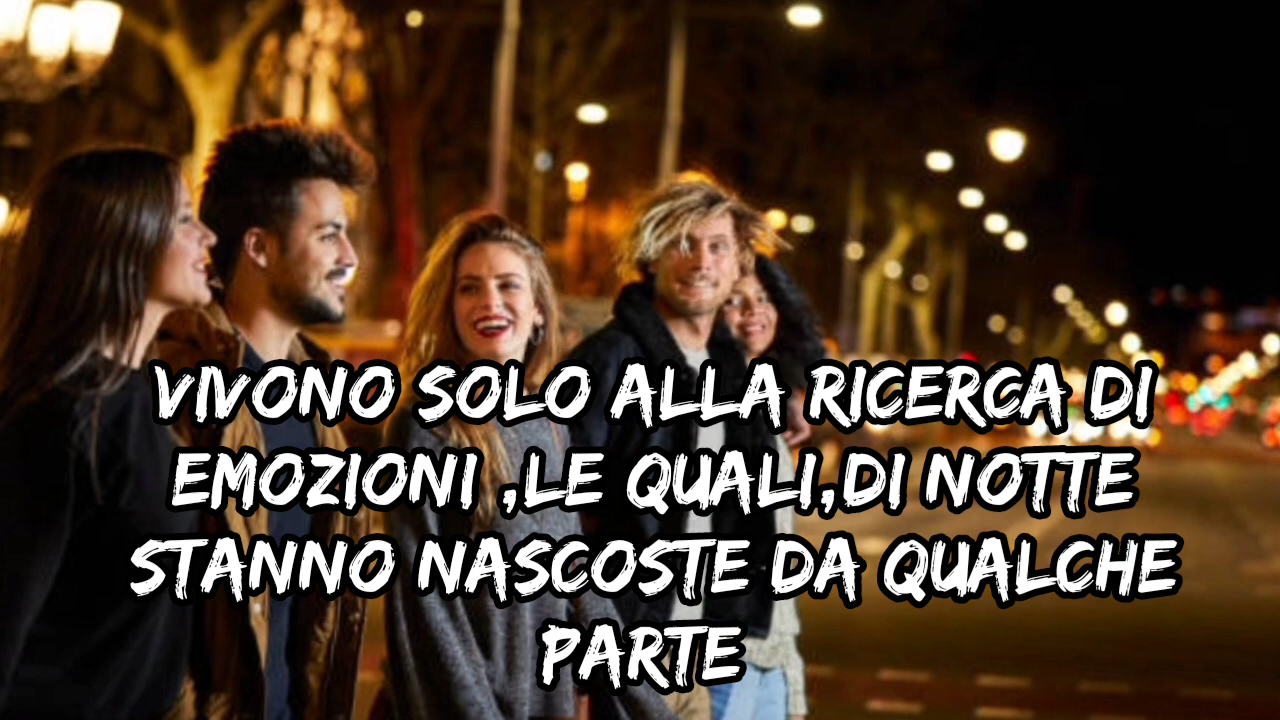 VIVONO SOLO ALLA RICERCA DI
EMOZIONI ,LE QUALI,DI NOTTE
STANNO NASCOSTE DA QUALCHE
PARTE